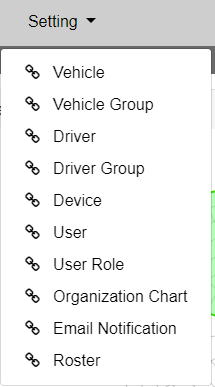 Setting
Vehicle
Vehicle Group
Driver
Driver Group
Device
User
User Role
Organization Chart
Email Notification
Roster